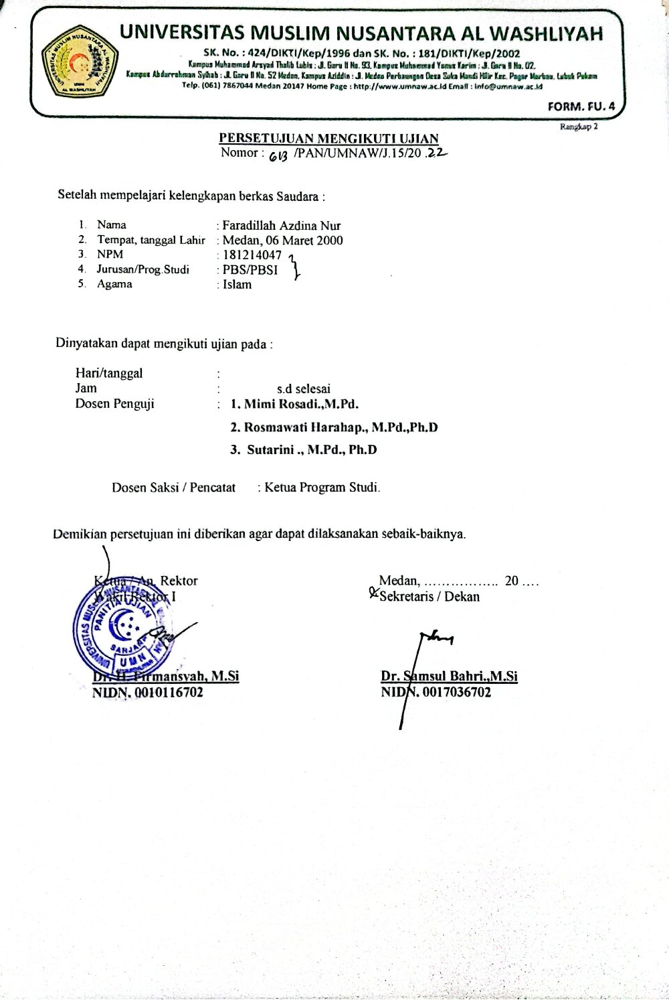 UNIVERSITAS MUSLIM NUSANTARA AL WASHLIYAH
SK. No. : 424/DIKTI/Kep/1996 dan SK. No. : 181/DIKTI/Kep/2002
Kampus Muhammad Arsyad Thalib Lubis : Jl. Garu II No. 93, Kampus Muhammad Yunus Karim : Jl. Garu II No. 02,
Kampus Abdurrahman Syihab : Jl. Garu II No. 52 Medan, Kampus Aziddin : Jl. Medan Perbaungan Desa Suka Mandi Hilir Kec. Pagar Merbau, Lubuk Pakam
Telp. (061) 7867044 Medan 20147 Home Page : http://www.umnaw.ac.id Email : info@umnaw.ac.id
FORM. FU. 4
Rangkap 2
PERSETUJUAN MENGIKUTI UJIAN
Nomor : 613 /PAN/UMNAW/J.15/20 .22
Setelah mempelajari kelengkapan berkas Saudara :
1. Nama : Faradillah Azdina Nur
2. Tempat, tanggal Lahir : Medan, 06 Maret 2000
3. NPM : 181214047
4. Jurusan/Prog.Studi : PBS/PBSI
5. Agama : Islam
Dinyatakan dapat mengikuti ujian pada :
Hari/tanggal :
Jam : s.d selesai
Dosen Penguji : 1. Mimi Rosadi.,M.Pd.
2. Rosmawati Harahap., M.Pd.,Ph.D
3. Sutarini ., M.Pd., Ph.D
Dosen Saksi / Pencatat : Ketua Program Studi.
Demikian persetujuan ini diberikan agar dapat dilaksanakan sebaik-baiknya.
Ketua / An. Rektor
Wakil Rektor I
Medan, ................. 20 ....
Sekretaris / Dekan
UNIVERSITAS MUSLIM NUSANTARA AL
PANITIA UJIAN
SARJANA
UMN
Dr. H. Firmansyah, M.Si
NIDN. 0010116702
Dr. Samsul Bahri.,M.Si
NIDN. 0017036702